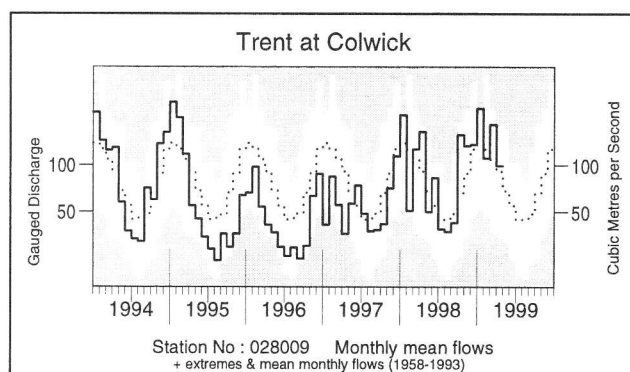 Trent at Colwick
Gauged Discharge
100
50
100
50
Cubic Metres per Second
1994 1995 1996 1997 1998 1999
Station No : 028009 Monthly mean flows
+ extremes & mean monthly flows (1958-1993)